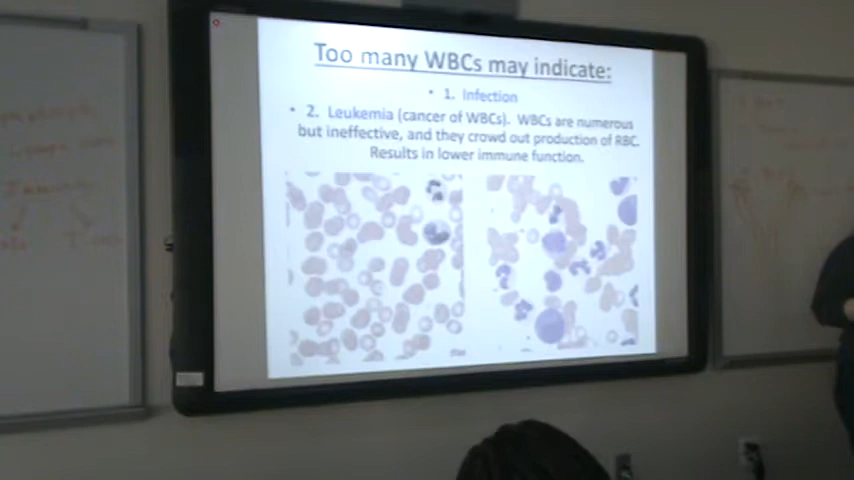 Too many WBCs may indicate:
• 1. Infection
• 2. Leukemia (cancer of WBCs). WBCs are numerous
but ineffective, and they crowd out production of RBC.
Results in lower immune function.